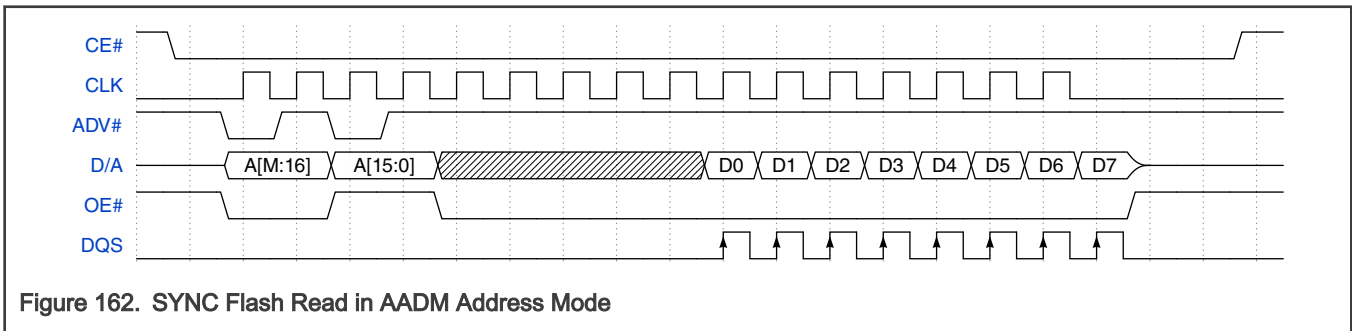 CE#
CLK
ADV#
D/A A[M:16] A[15:0] D0 D1 D2 D3 D4 D5 D6 D7
OE#
DQS
Figure 162. SYNC Flash Read in AADM Address Mode